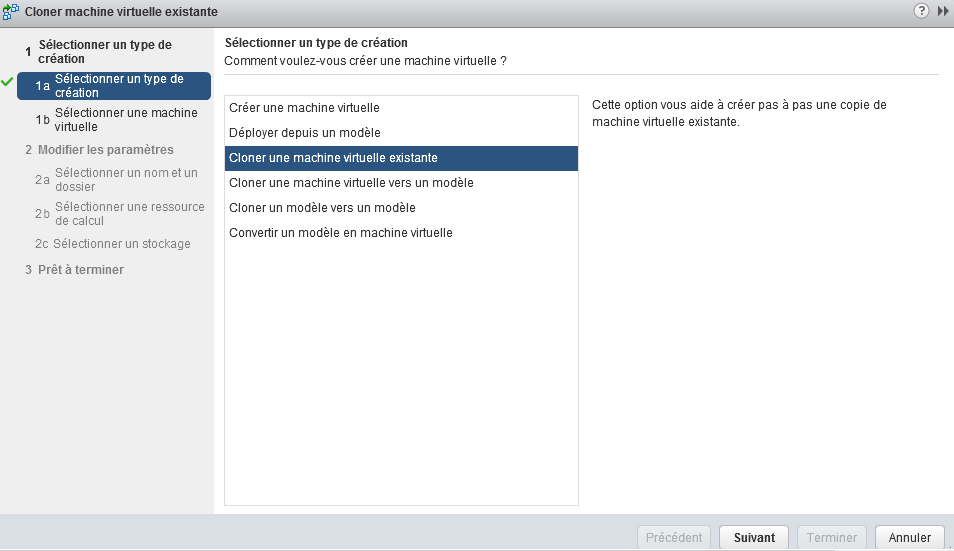 Cloner machine virtuelle existante
?
1 Sélectionner un type de
création
1a Sélectionner un type de
création
1b Sélectionner une machine
virtuelle
2 Modifier les paramètres
2a Sélectionner un nom et un
dossier
2b Sélectionner une ressource
de calcul
2c Sélectionner un stockage
3 Prêt à terminer
Sélectionner un type de création
Comment voulez-vous créer une machine virtuelle ?
Créer une machine virtuelle
Déployer depuis un modèle
Cloner une machine virtuelle existante
Cloner une machine virtuelle vers un modèle
Cloner un modèle vers un modèle
Convertir un modèle en machine virtuelle
Cette option vous aide à créer pas à pas une copie de
machine virtuelle existante.
Précédent
Suivant
Terminer
Annuler